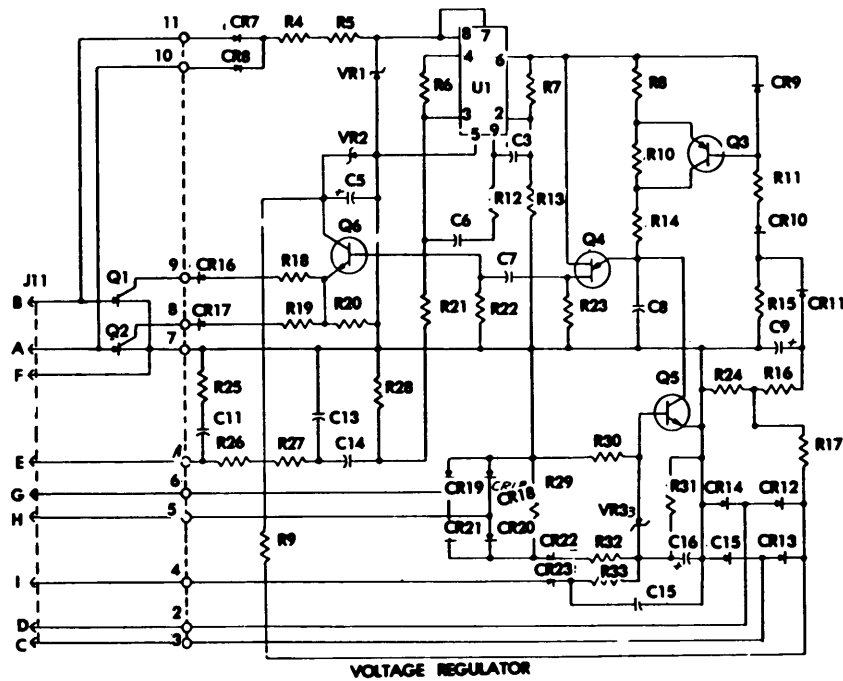 11 CR7 R4 R5
10 CR8
8 7
4 6
U1
3 2
5 9
VR1 R6 R7 R8 CR9
VR2 C3 R10 Q3
C5 R12 R13 R11
Q6 C6 R14 CR10
J11 Q1 9 CR16 R18 C7 Q4
B 8 CR17 R19 R20 R21 R22 R23 C8 R15 CR11
Q2 C9
A 7
F R25 R28 Q5 R24 R16
C11 C13
E R26 R27 C14 R30 R17
G 6 CR19 CR18 R29 R31 CR14 CR12
H 5 VR3
R9 CR21 CR20 CR22 R32 C16 C15 CR13
I 4 CR23 R33
C15
D 2
C 3
VOLTAGE REGULATOR